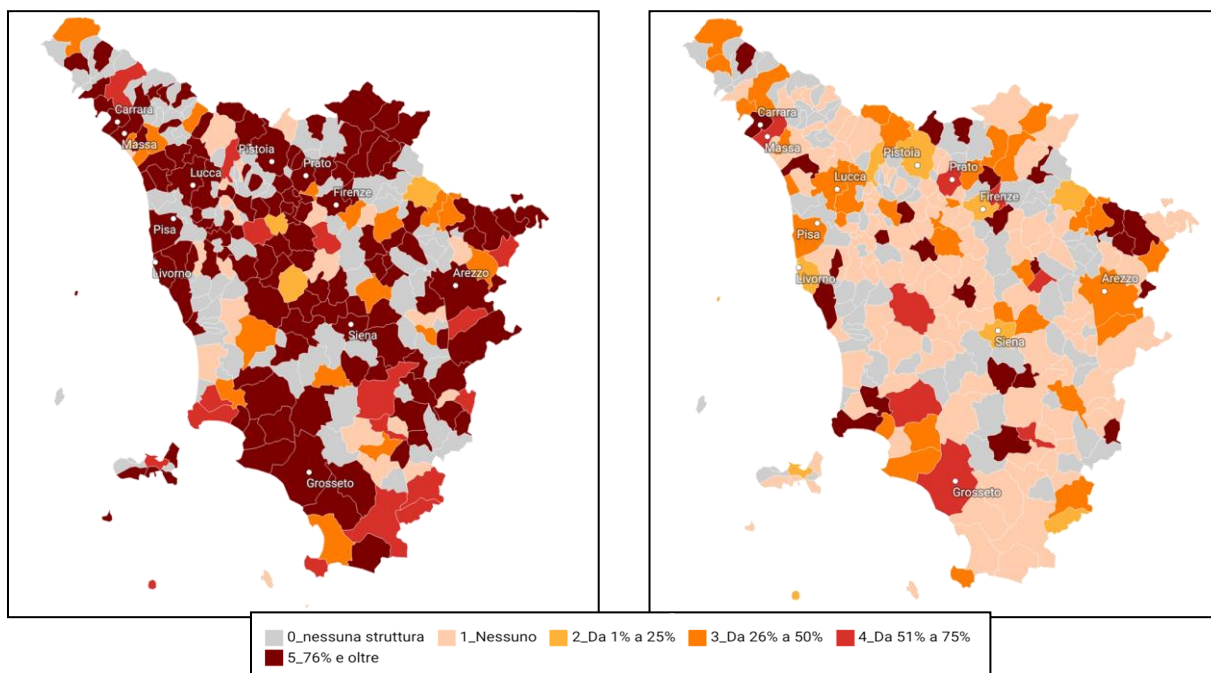 Carrara
Massa
Pistoia
Prato
Lucca
Firenze
Pisa
Livorno
Arezzo
Siena
Grosseto
Carrara
Massa
Pistoia
Prato
Lucca
Firenze
Pisa
Livorno
Arezzo
Siena
Grosseto
0_nessuna struttura 1_Nessuno 2_Da 1% a 25% 3_Da 26% a 50% 4_Da 51% a 75%
5_76% e oltre